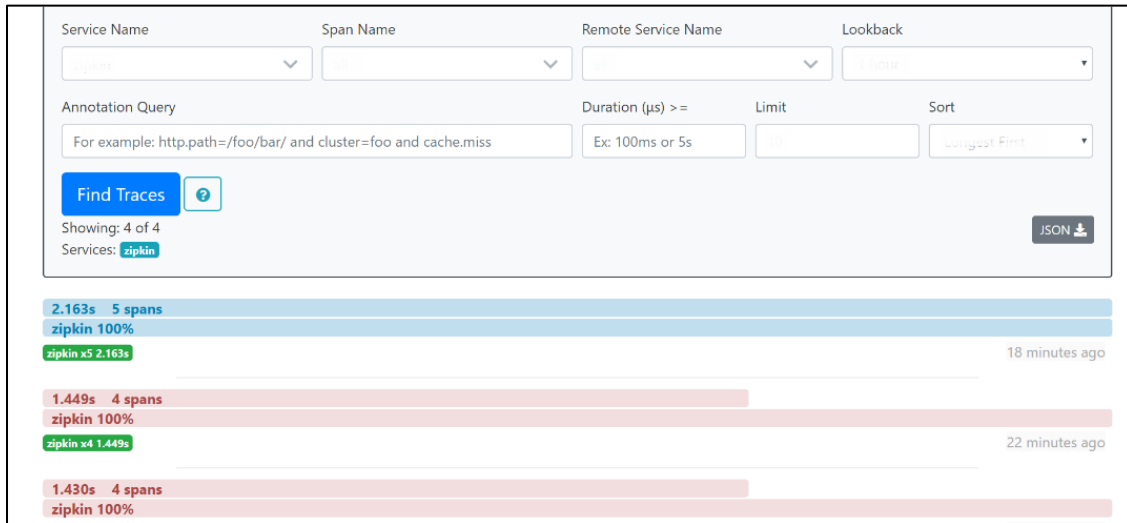 Service Name Span Name Remote Service Name Lookback
zipkin
Annotation Query Duration (μs) >= Limit Sort
For example: http.path=/foo/bar/ and cluster=foo and cache.miss Ex: 100ms or 5s Longest First
Find Traces ?
Showing: 4 of 4
JSON
Services: zipkin
2.163s 5 spans
zipkin 100%
zipkin x5 2.163s 18 minutes ago
1.449s 4 spans
zipkin 100%
zipkin x4 1.449s 22 minutes ago
1.430s 4 spans
zipkin 100%